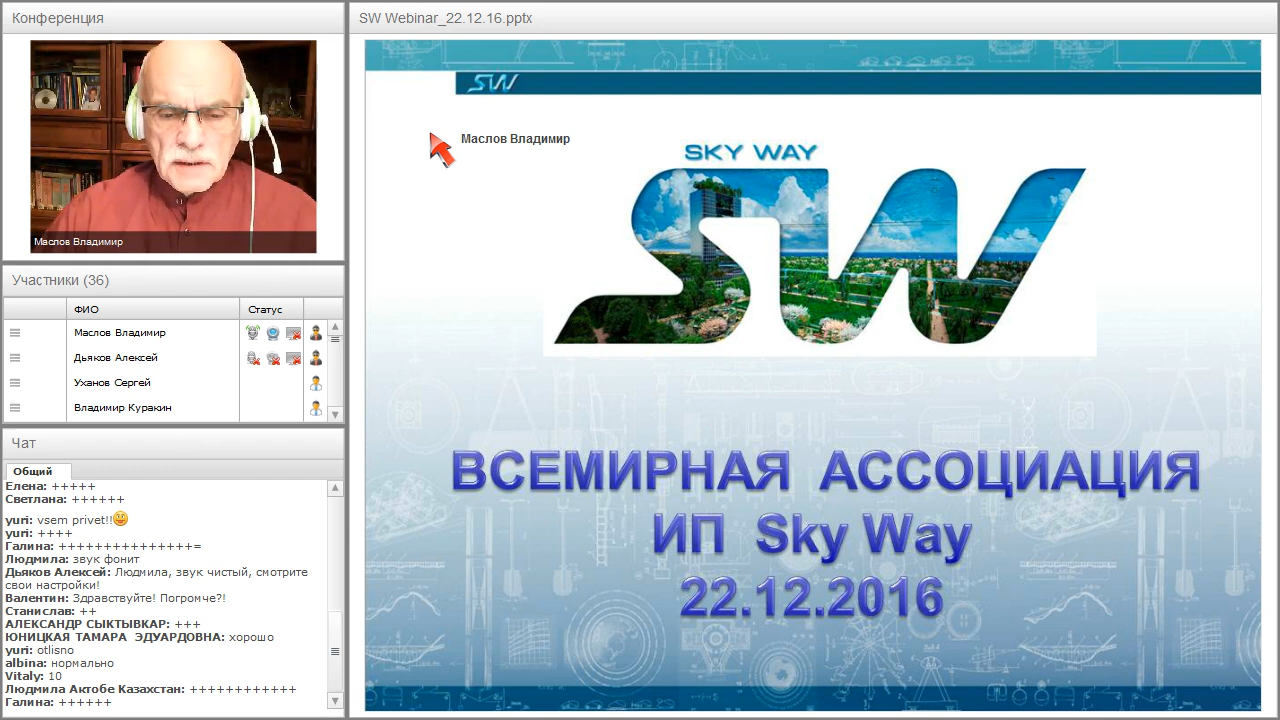 Конференция
Маслов Владимир
Участники (36)
ФИО
Статус
Маслов Владимир
Дьяков Алексей
Уханов Сергей
Владимир Куракин
Чат
Общий
Елена: +++++
Светлана: ++++++
yuri: vsem privet!!
yuri: ++++
Галина: +++++++++++++++=
Людмила: звук фонит
Дьяков Алексей: Людмила, звук чистый, смотрите
свои настройки!
Валентин: Здравствуйте! Погромче?!
Станислав: ++
АЛЕКСАНДР СЫКТЫВКАР: +++
ЮНИЦКАЯ ТАМАРА ЭДУАРДОВНА: хорошо
yuri: otlisno
albina: нормально
Vitaly: 10
Людмила Актобе Казахстан: ++++++++++++
Галина: ++++++
SW Webinar_22.12.16.pptx
SW
Маслов Владимир
SKY WAY
SW
ВСЕМИРНАЯ АССОЦИАЦИЯ
ИП Sky Way
22.12.2016